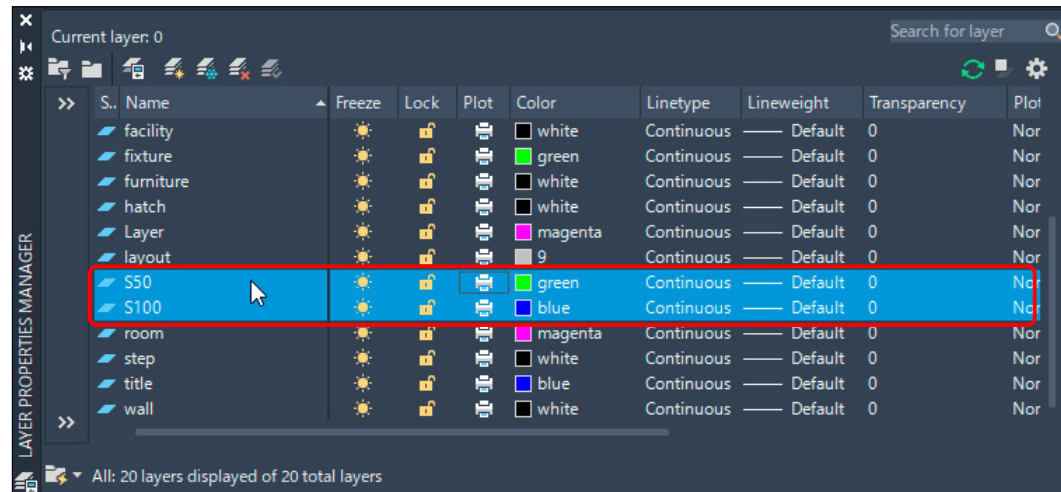 Current layer: 0
Search for layer
S.. Name Freeze Lock Plot Color Linetype Lineweight Transparency Plot
facility white Continuous Default 0 Nor
fixture green Continuous Default 0 Nor
furniture white Continuous Default 0 Nor
hatch white Continuous Default 0 Nor
Layer magenta Continuous Default 0 Nor
layout 9 Continuous Default 0 Nor
S50 green Continuous Default 0 Nor
S100 blue Continuous Default 0 Nor
room magenta Continuous Default 0 Nor
step white Continuous Default 0 Nor
title blue Continuous Default 0 Nor
wall white Continuous Default 0 Nor
All: 20 layers displayed of 20 total layers
LAYER PROPERTIES MANAGER